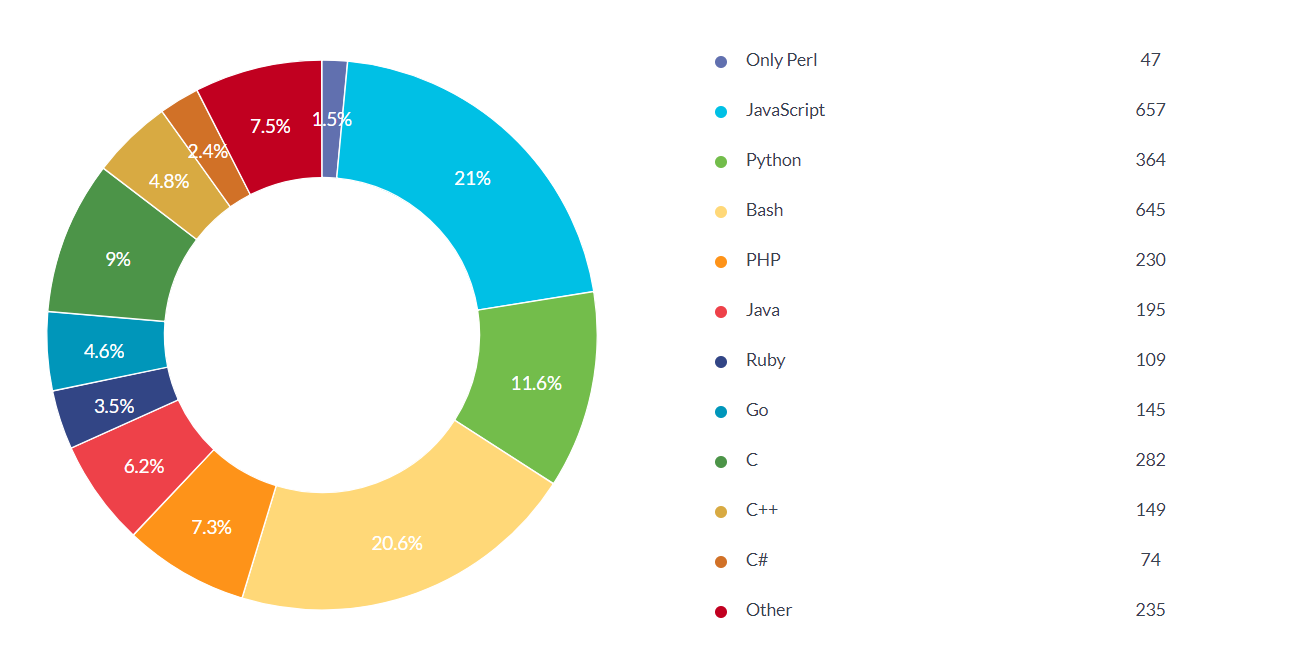 Only Perl 47
JavaScript 657
Python 364
Bash 645
PHP 230
Java 195
Ruby 109
Go 145
C 282
C++ 149
C# 74
Other 235
1.5%
21%
11.6%
20.6%
7.3%
6.2%
3.5%
4.6%
9%
4.8%
2.4%
7.5%